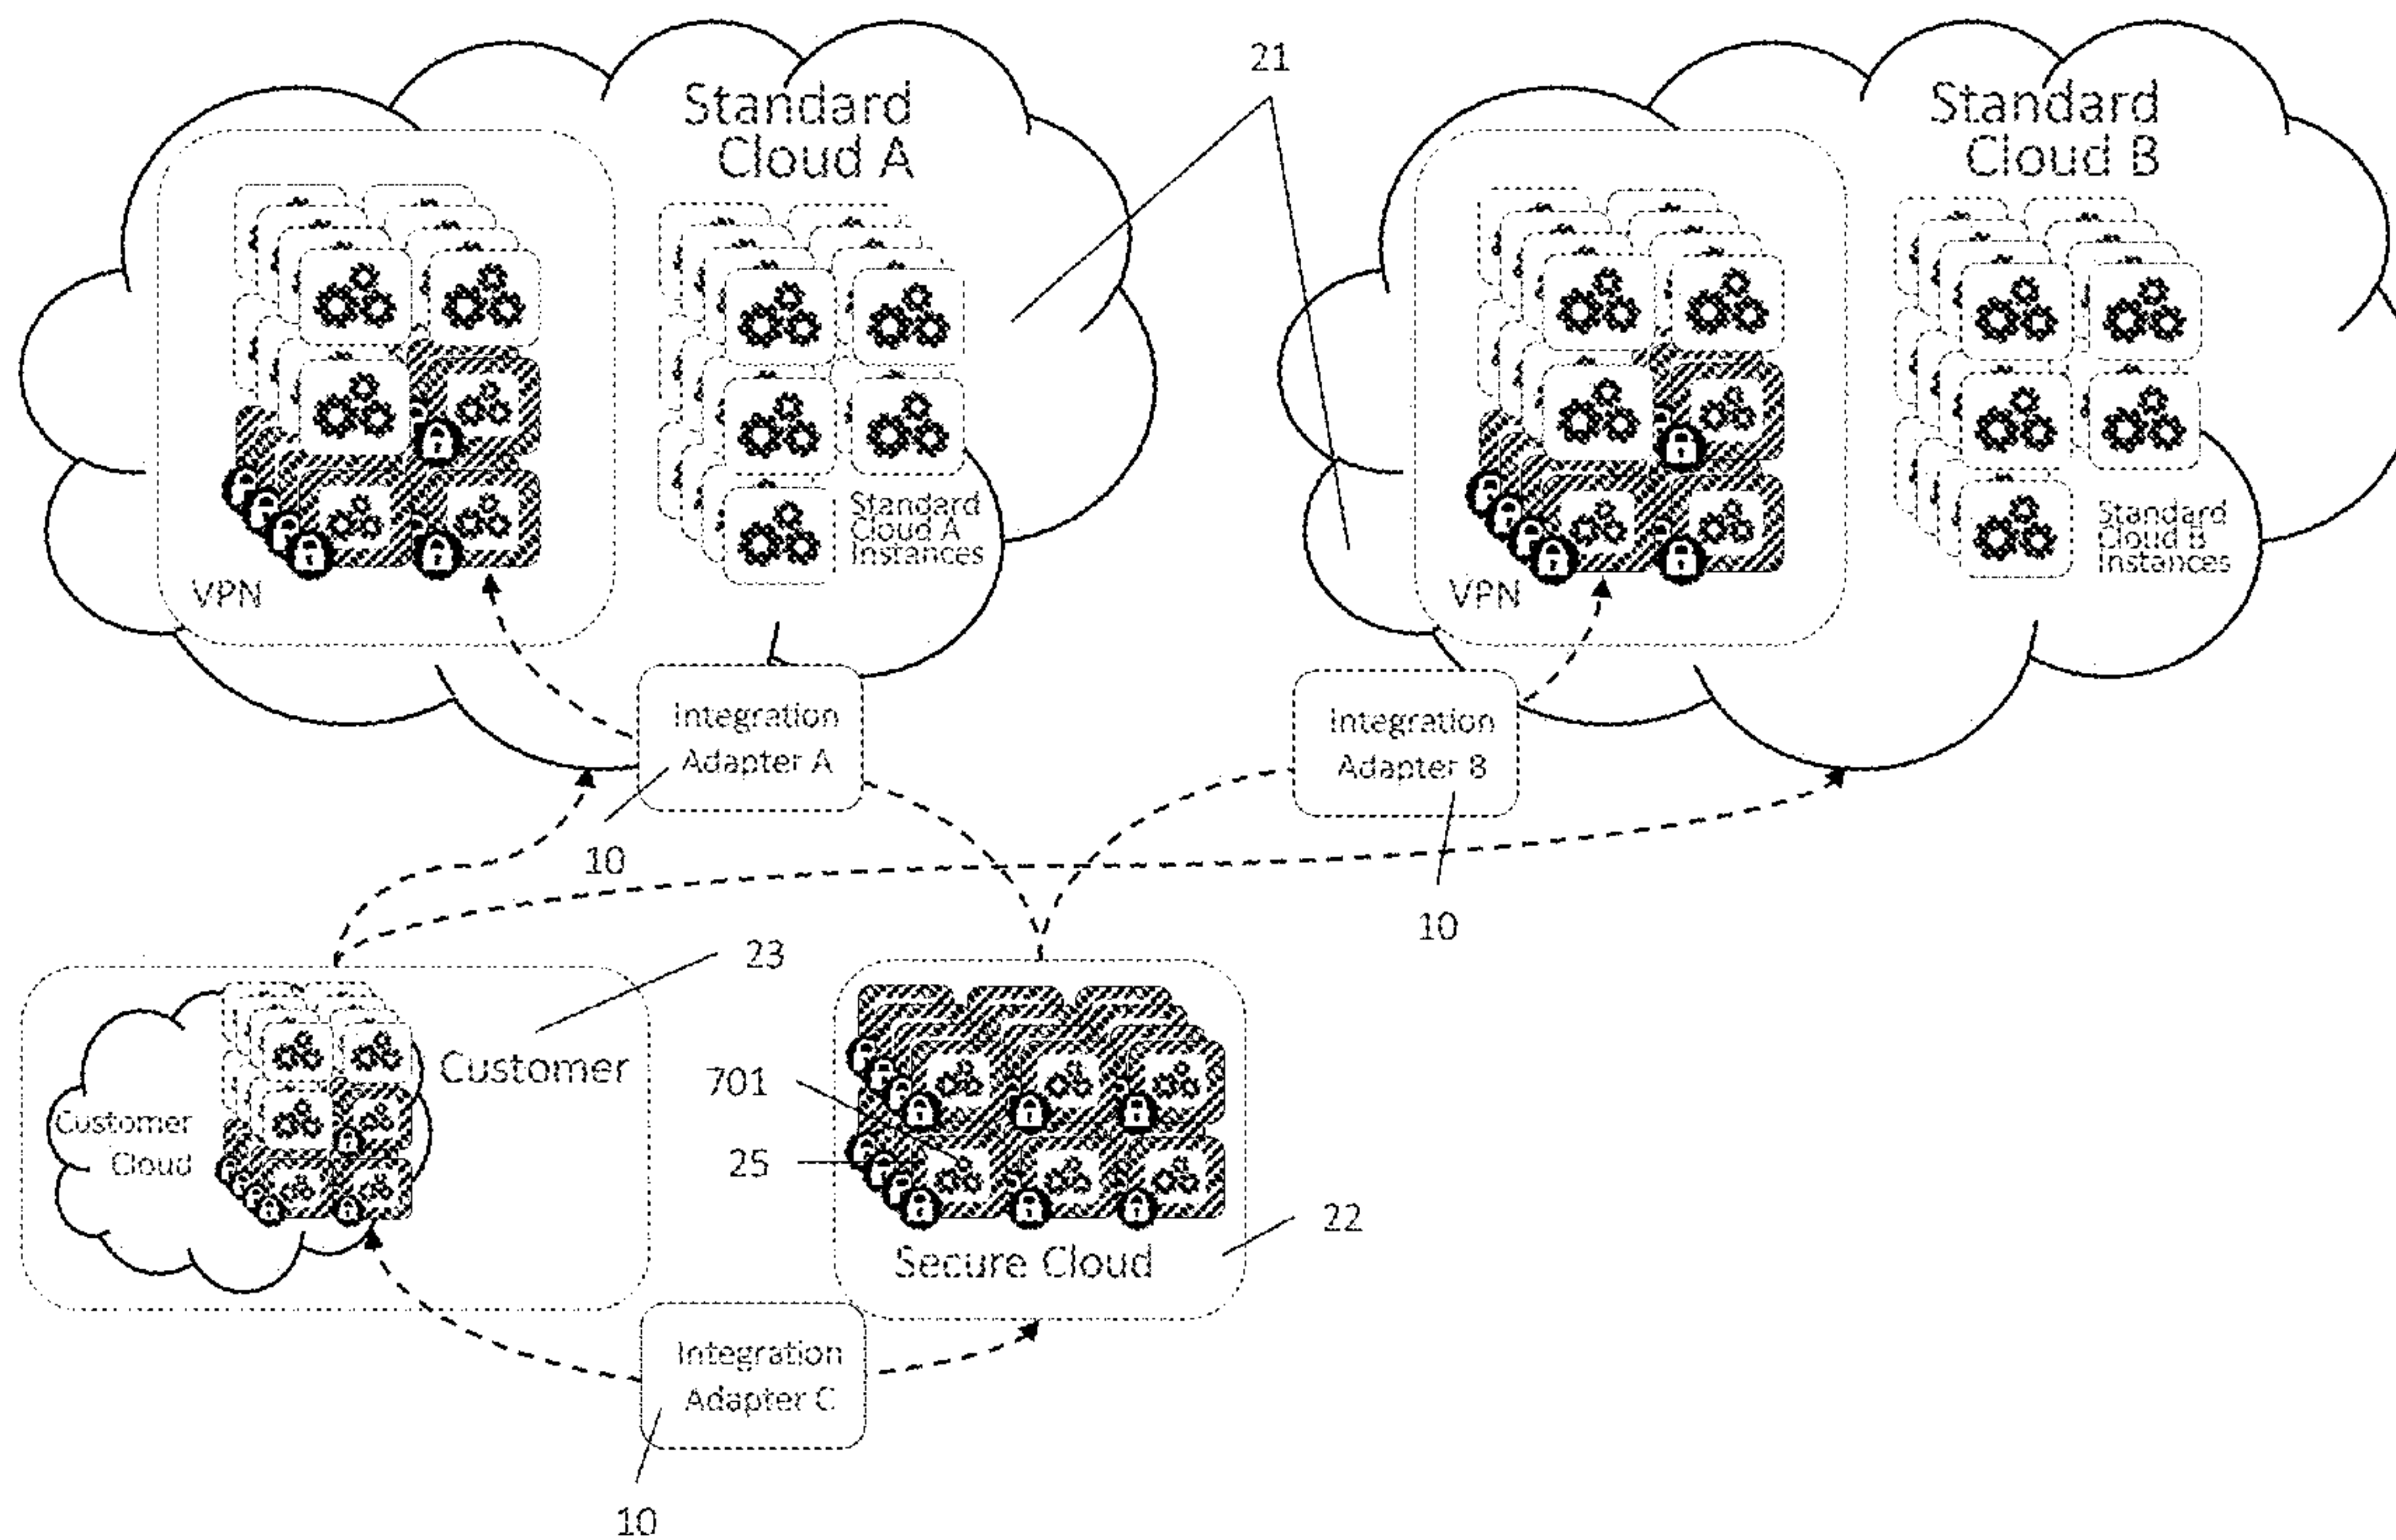 21
Standard
Cloud A
Standard
Cloud B
Standard
Cloud A
Instances
Standard
Cloud B
Instances
VPN
VPN
Integration
Adapter A
Integration
Adapter B
10
10
23
Customer
701
Customer
Cloud
25
22
Secure Cloud
Integration
Adapter C
10